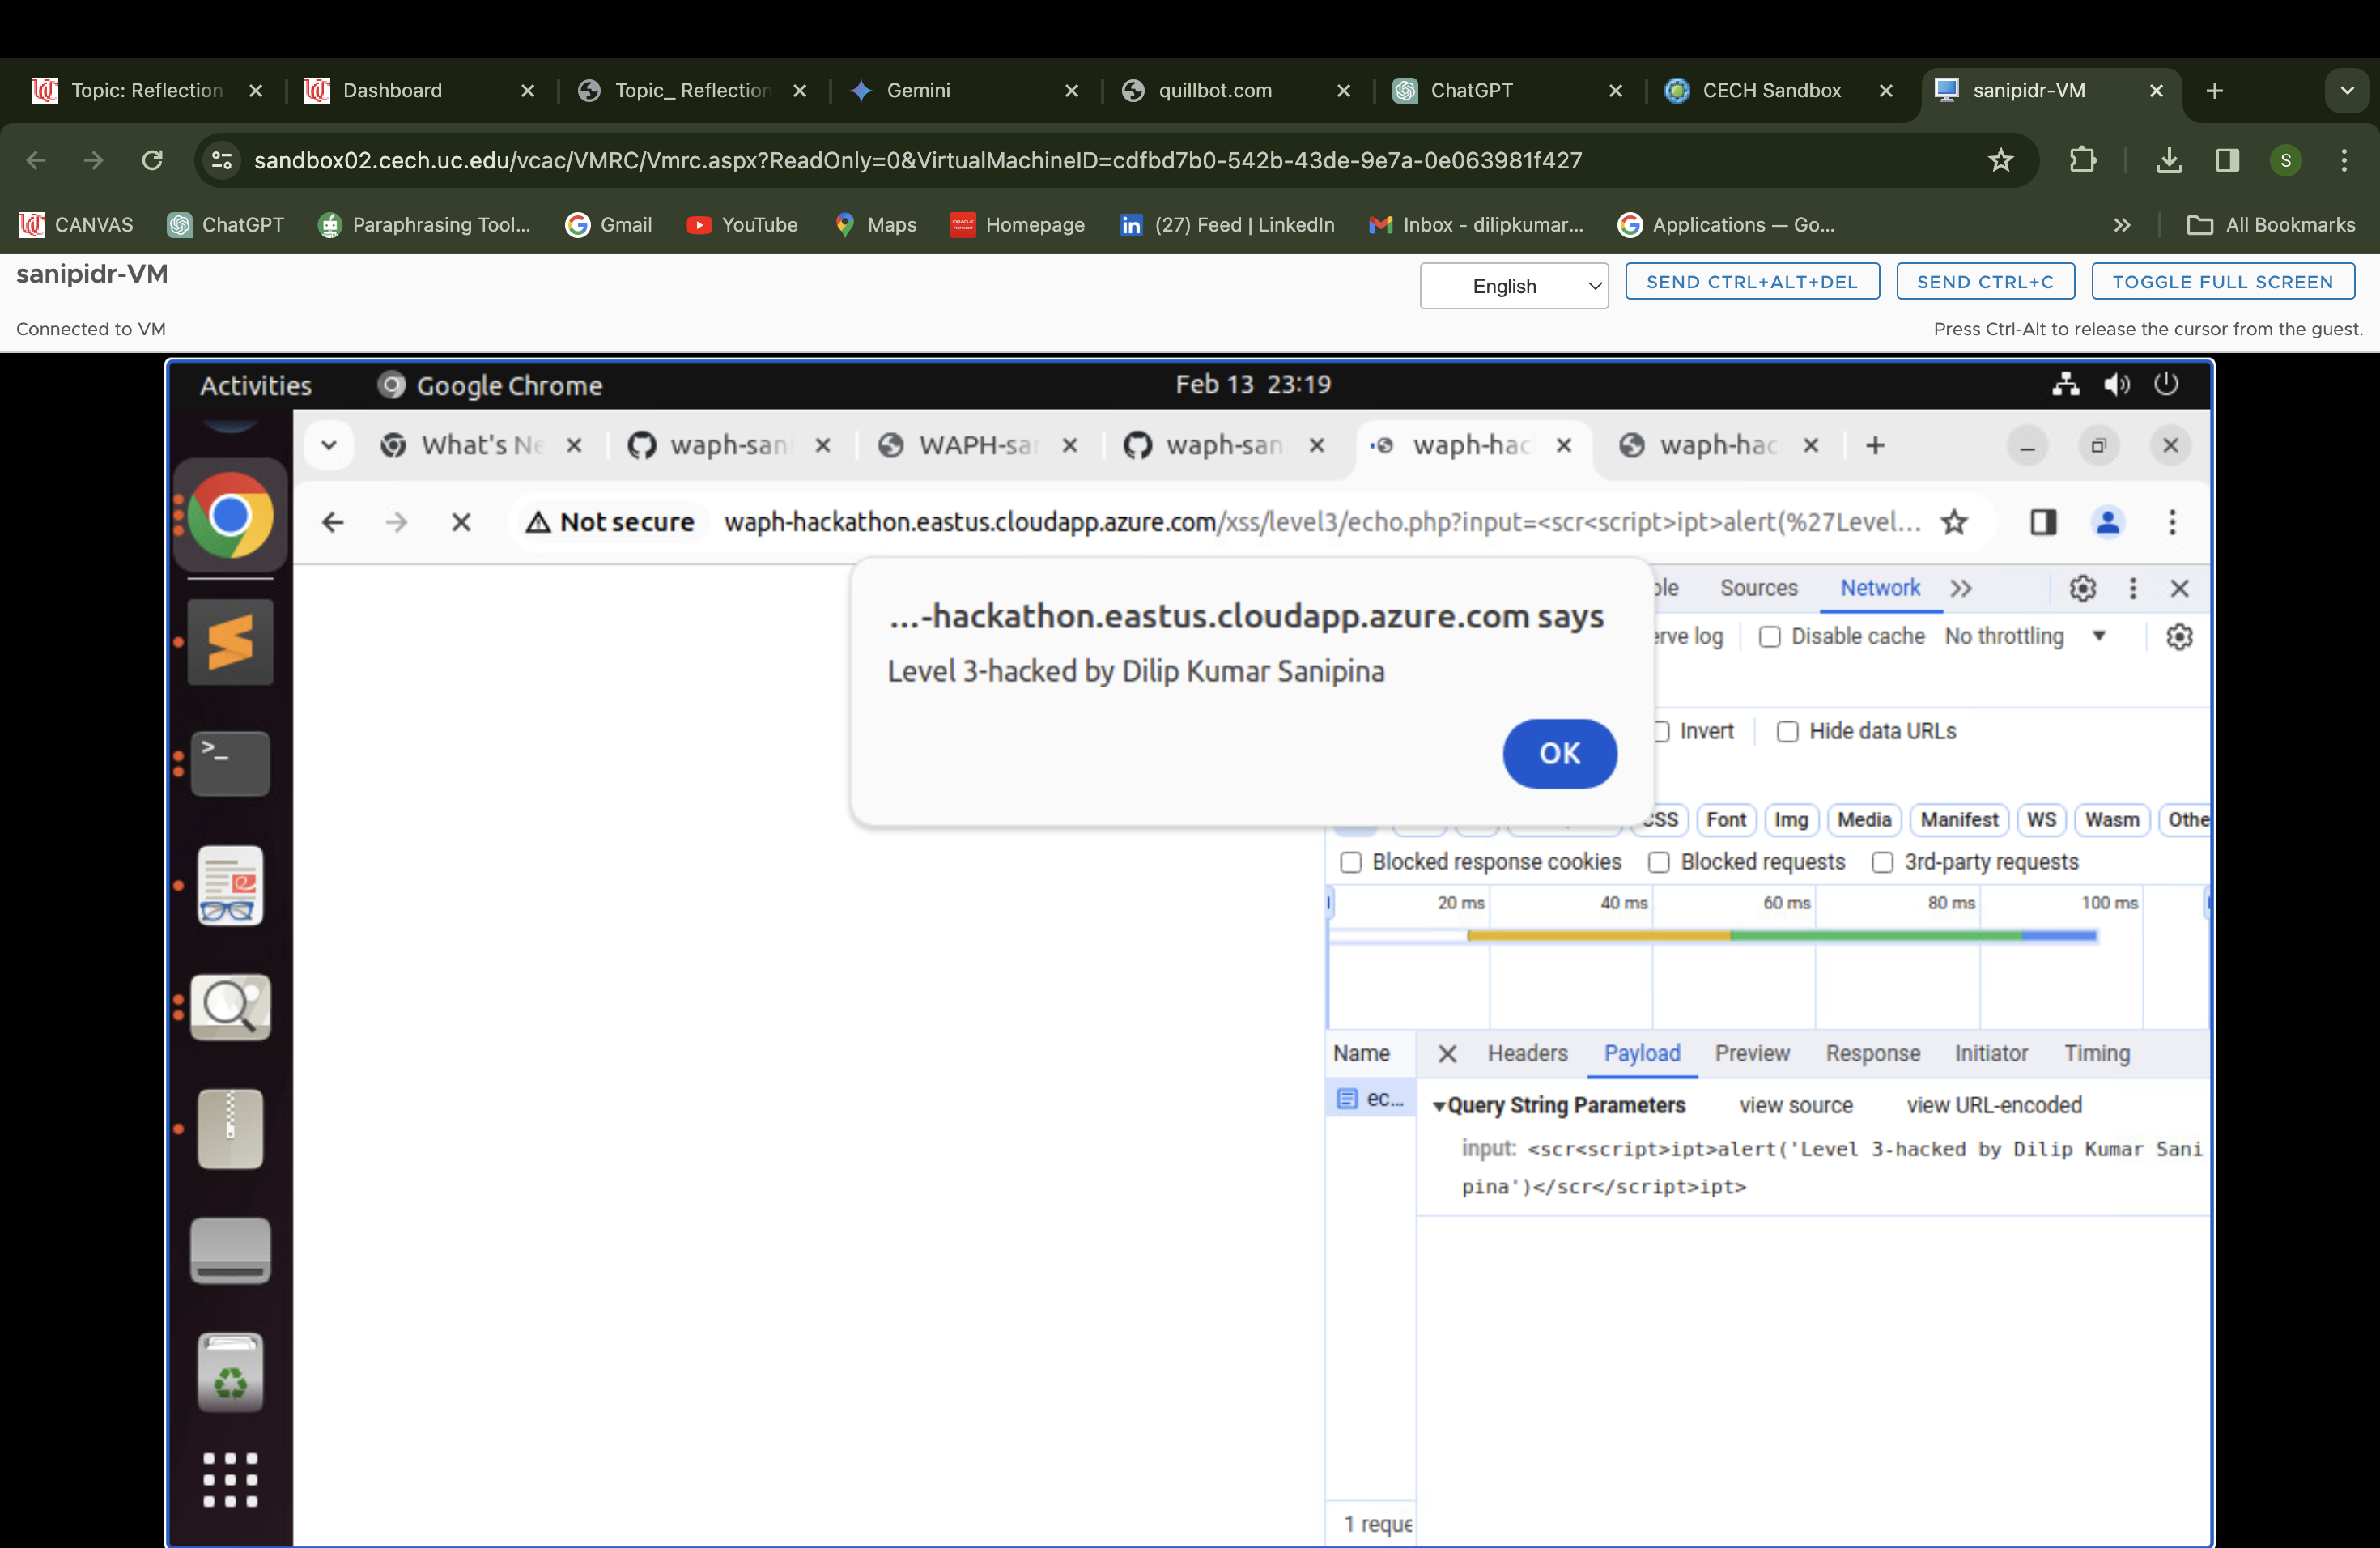 Topic: Reflection
Dashboard
Topic_ Reflection
Gemini
quillbot.com
ChatGPT
CECH Sandbox
sanipidr-VM
sandbox02.cech.uc.edu/vcac/VMRC/Vmrc.aspx?ReadOnly=0&VirtualMachineID=cdfbd7b0-542b-43de-9e7a-0e063981f427
S
CANVAS
ChatGPT
Paraphrasing Tool...
Gmail
YouTube
Maps
Homepage
(27) Feed | LinkedIn
Inbox - dilipkumar...
Applications — Go...
All Bookmarks
sanipidr-VM
English
SEND CTRL+ALT+DEL
SEND CTRL+C
TOGGLE FULL SCREEN
Connected to VM
Press Ctrl-Alt to release the cursor from the guest.
Activities
Google Chrome
Feb 13 23:19
What's Ne
waph-san
WAPH-sa
waph-san
waph-hac
waph-hac
Not secure
waph-hackathon.eastus.cloudapp.azure.com/xss/level3/echo.php?input=<scr<script>ipt>alert(%27Level...
...-hackathon.eastus.cloudapp.azure.com says
Level 3-hacked by Dilip Kumar Sanipina
OK
Sources
Network
erve log
Disable cache
No throttling
Invert
Hide data URLs
CSS
Font
Img
Media
Manifest
WS
Wasm
Othe
Blocked response cookies
Blocked requests
3rd-party requests
20 ms
40 ms
60 ms
80 ms
100 ms
Name
Headers
Payload
Preview
Response
Initiator
Timing
ec...
Query String Parameters
view source
view URL-encoded
input: <scr<script>ipt>alert('Level 3-hacked by Dilip Kumar Sani
pina')</scr</script>ipt>
1 reque